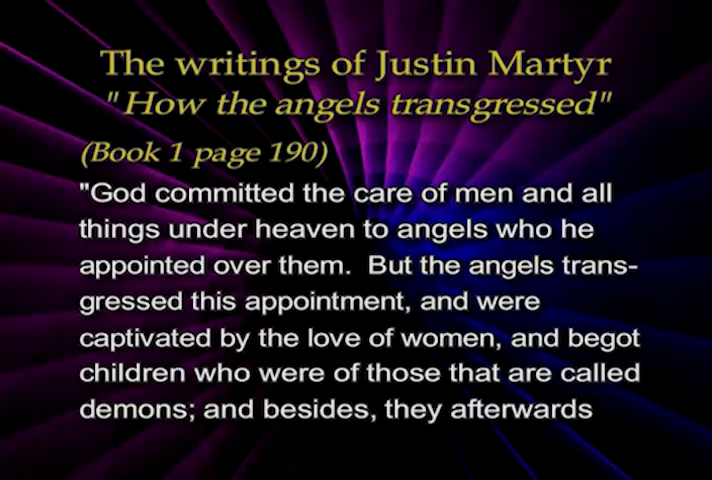 The writings of Justin Martyr
"How the angels transgressed"
(Book 1 page 190)
"God committed the care of men and all
things under heaven to angels who he
appointed over them.  But the angels trans-
gressed this appointment, and were
captivated by the love of women, and begot
children who were of those that are called
demons; and besides, they afterwards